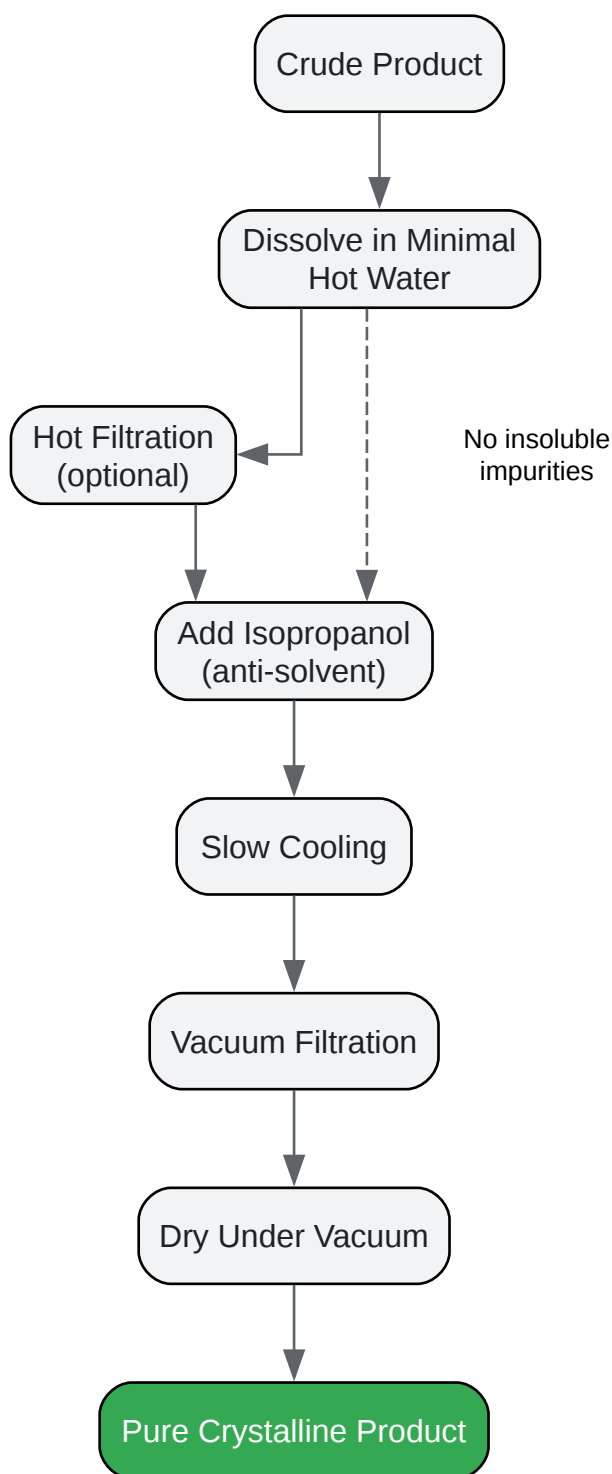 Crude Product
Dissolve in Minimal
Hot Water
Hot Filtration
(optional)
No insoluble
impurities
Add Isopropanol
(anti-solvent)
Slow Cooling
Vacuum Filtration
Dry Under Vacuum
Pure Crystalline Product